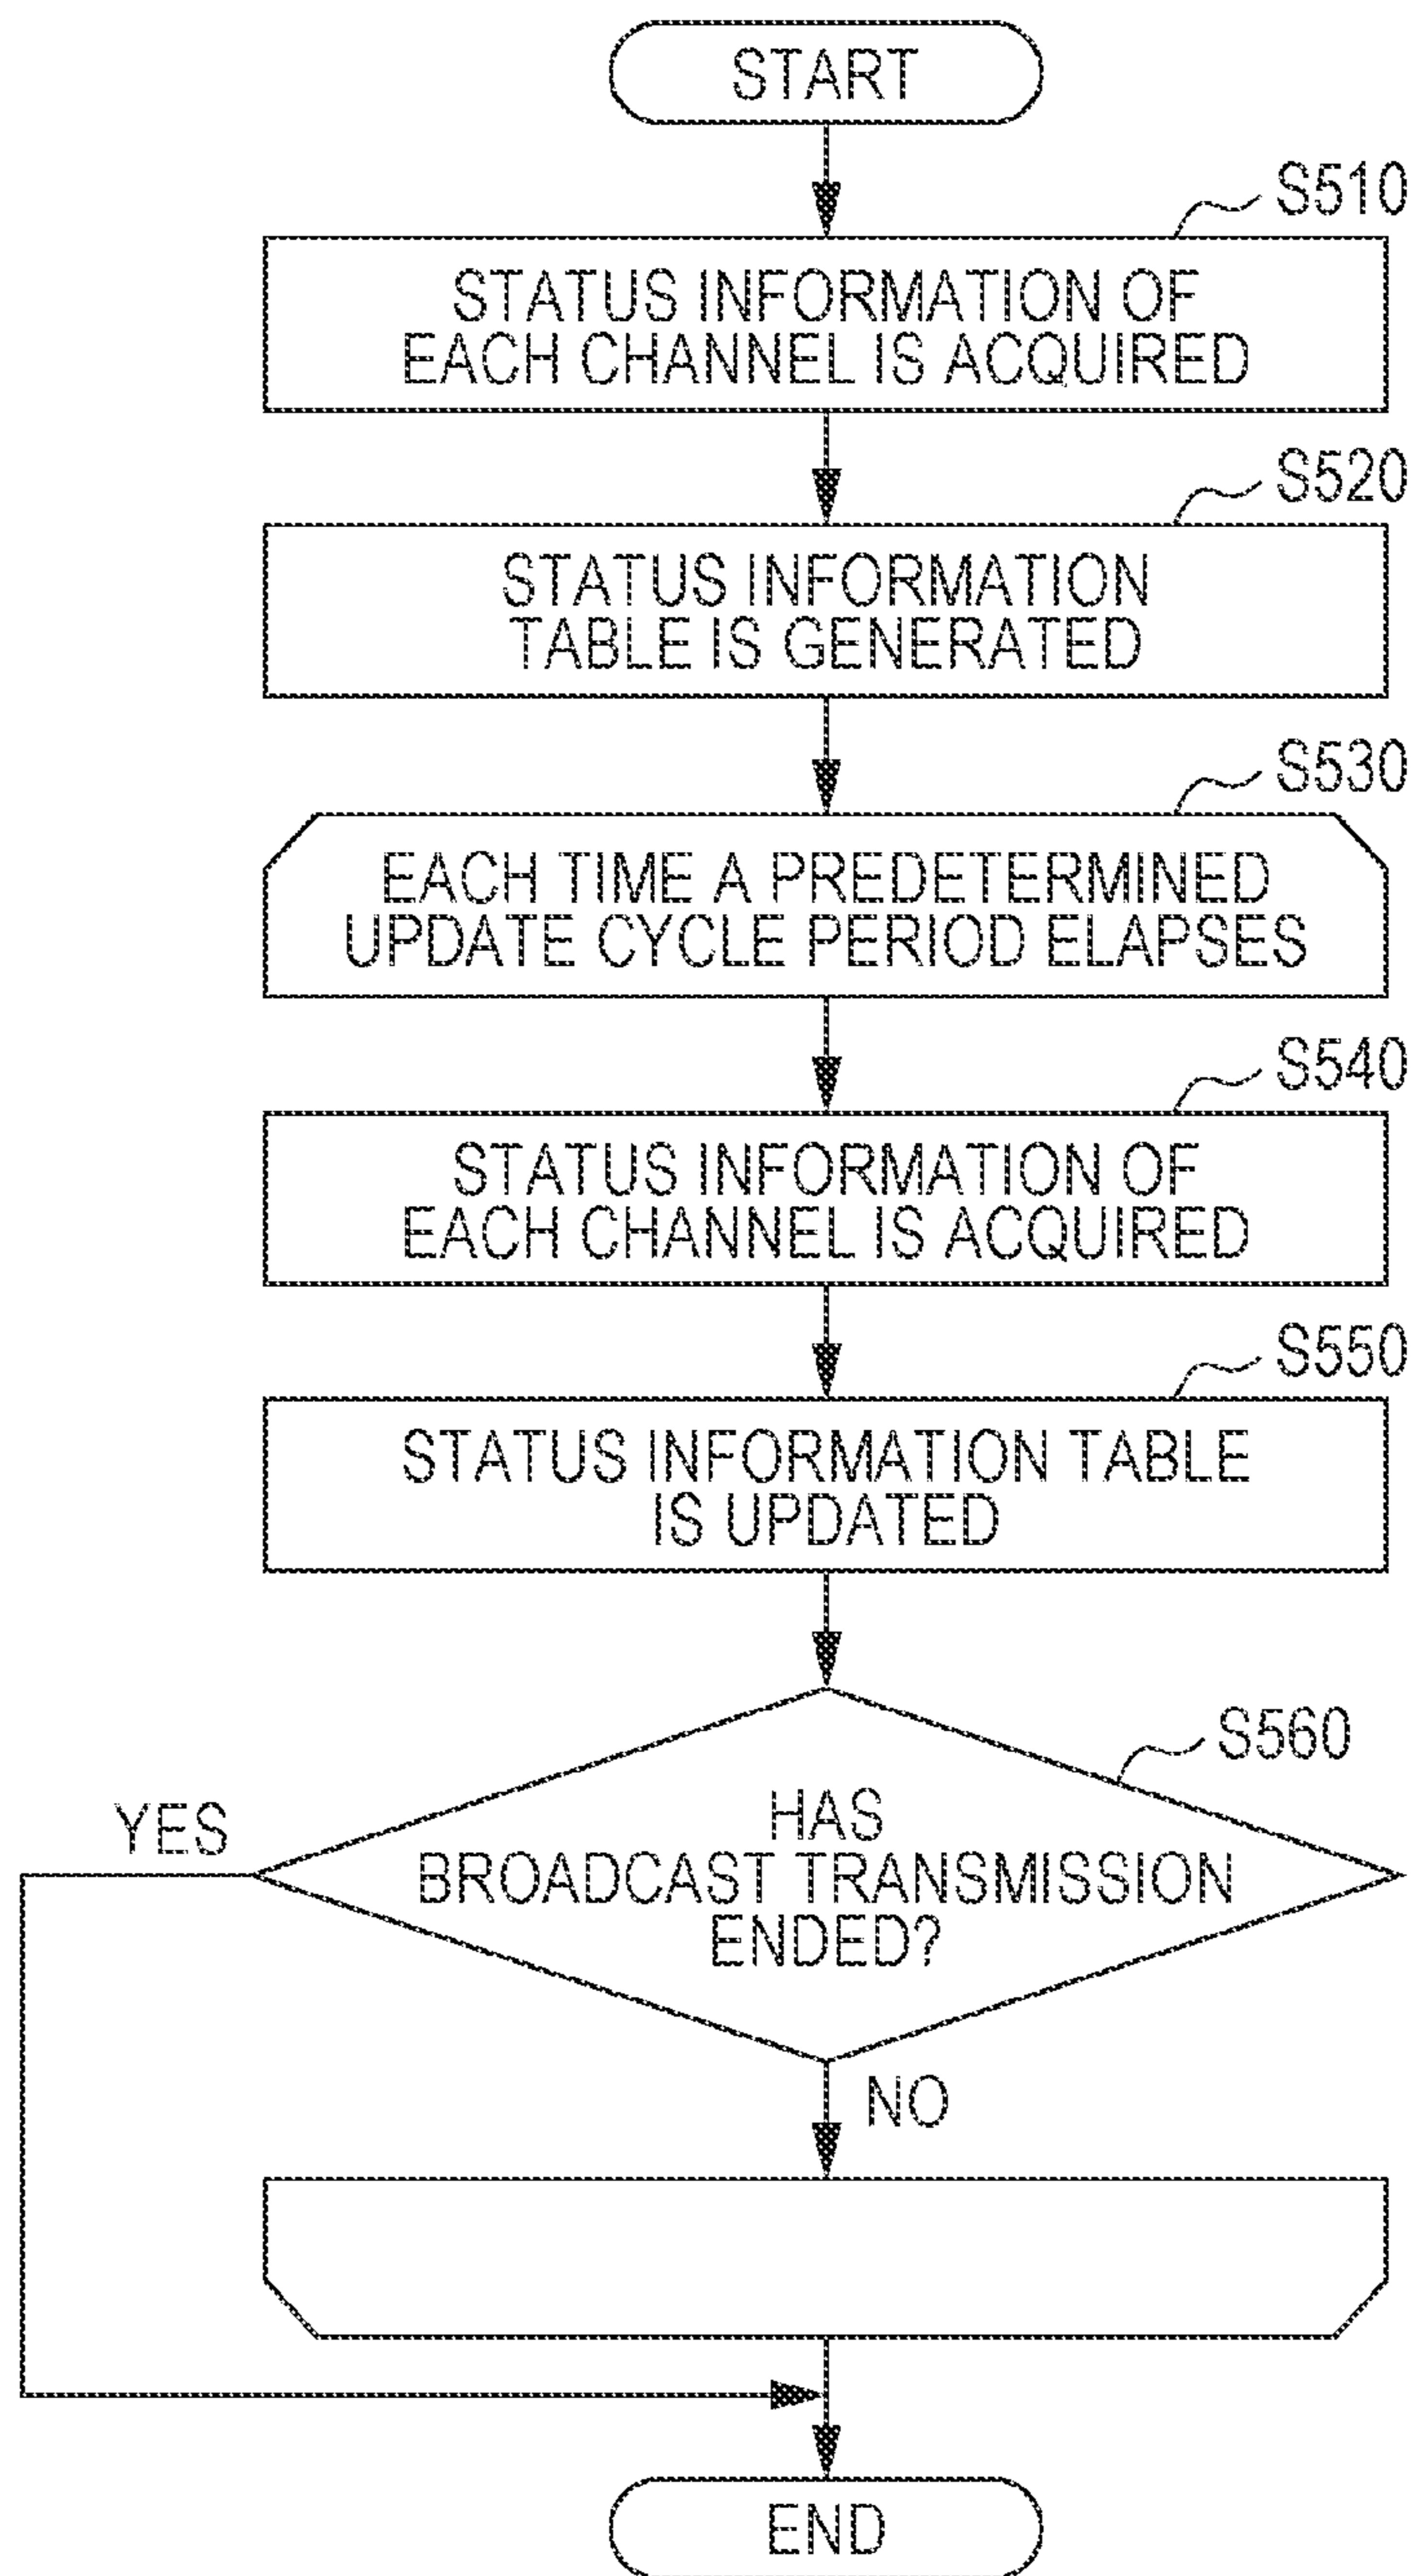 START
S510
STATUS INFORMATION OF
EACH CHANNEL IS ACQUIRED
S520
STATUS INFORMATION
TABLE IS GENERATED
S530
EACH TIME A PREDETERMINED
UPDATE CYCLE PERIOD ELAPSES
S540
STATUS INFORMATION OF
EACH CHANNEL IS ACQUIRED
S550
STATUS INFORMATION TABLE
IS UPDATED
S560
YES
HAS
BROADCAST TRANSMISSION
ENDED?
NO
END